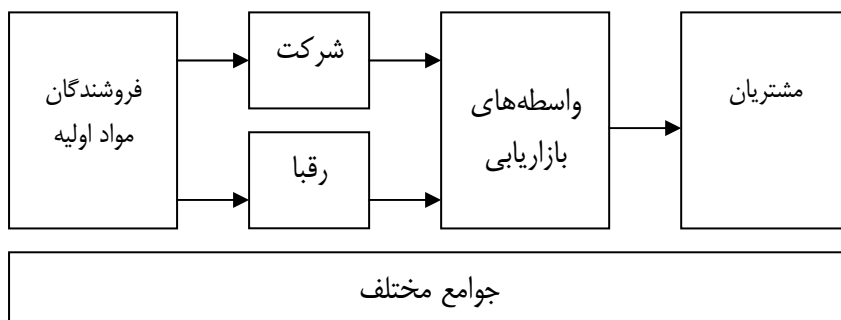 فروشندگان
مواد اولیه
شرکت
رقبا
واسطه‌های
بازاریابی
مشتریان
جوامع مختلف